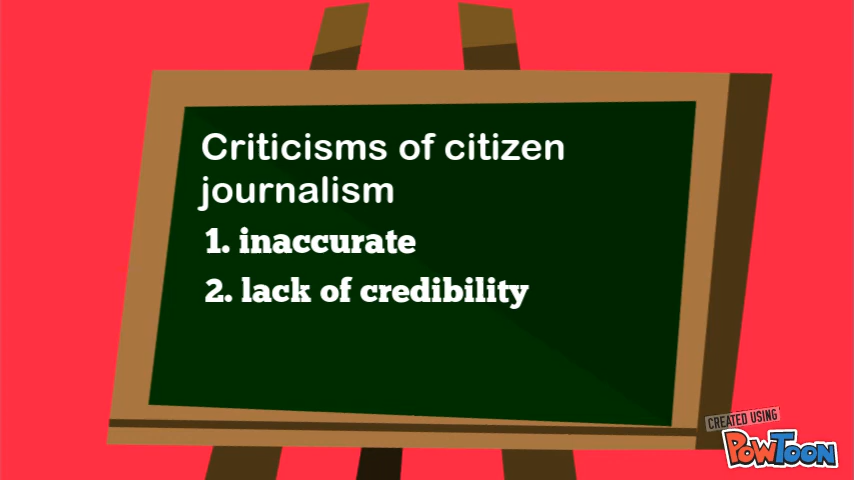 Criticisms of citizen
journalism
1. inaccurate
2. lack of credibility
CREATED USING
POWTOON